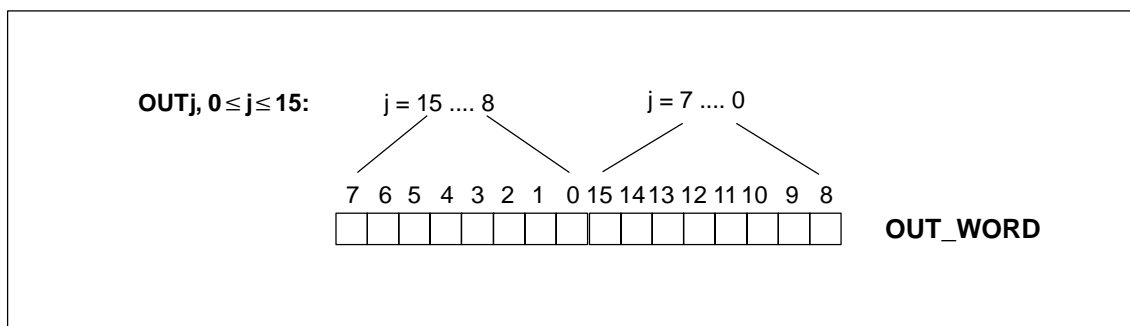 OUTj, 0 ≤ j ≤ 15: j = 15 .... 8 j = 7 .... 0
7 6 5 4 3 2 1 0 15 14 13 12 11 10 9 8
OUT_WORD